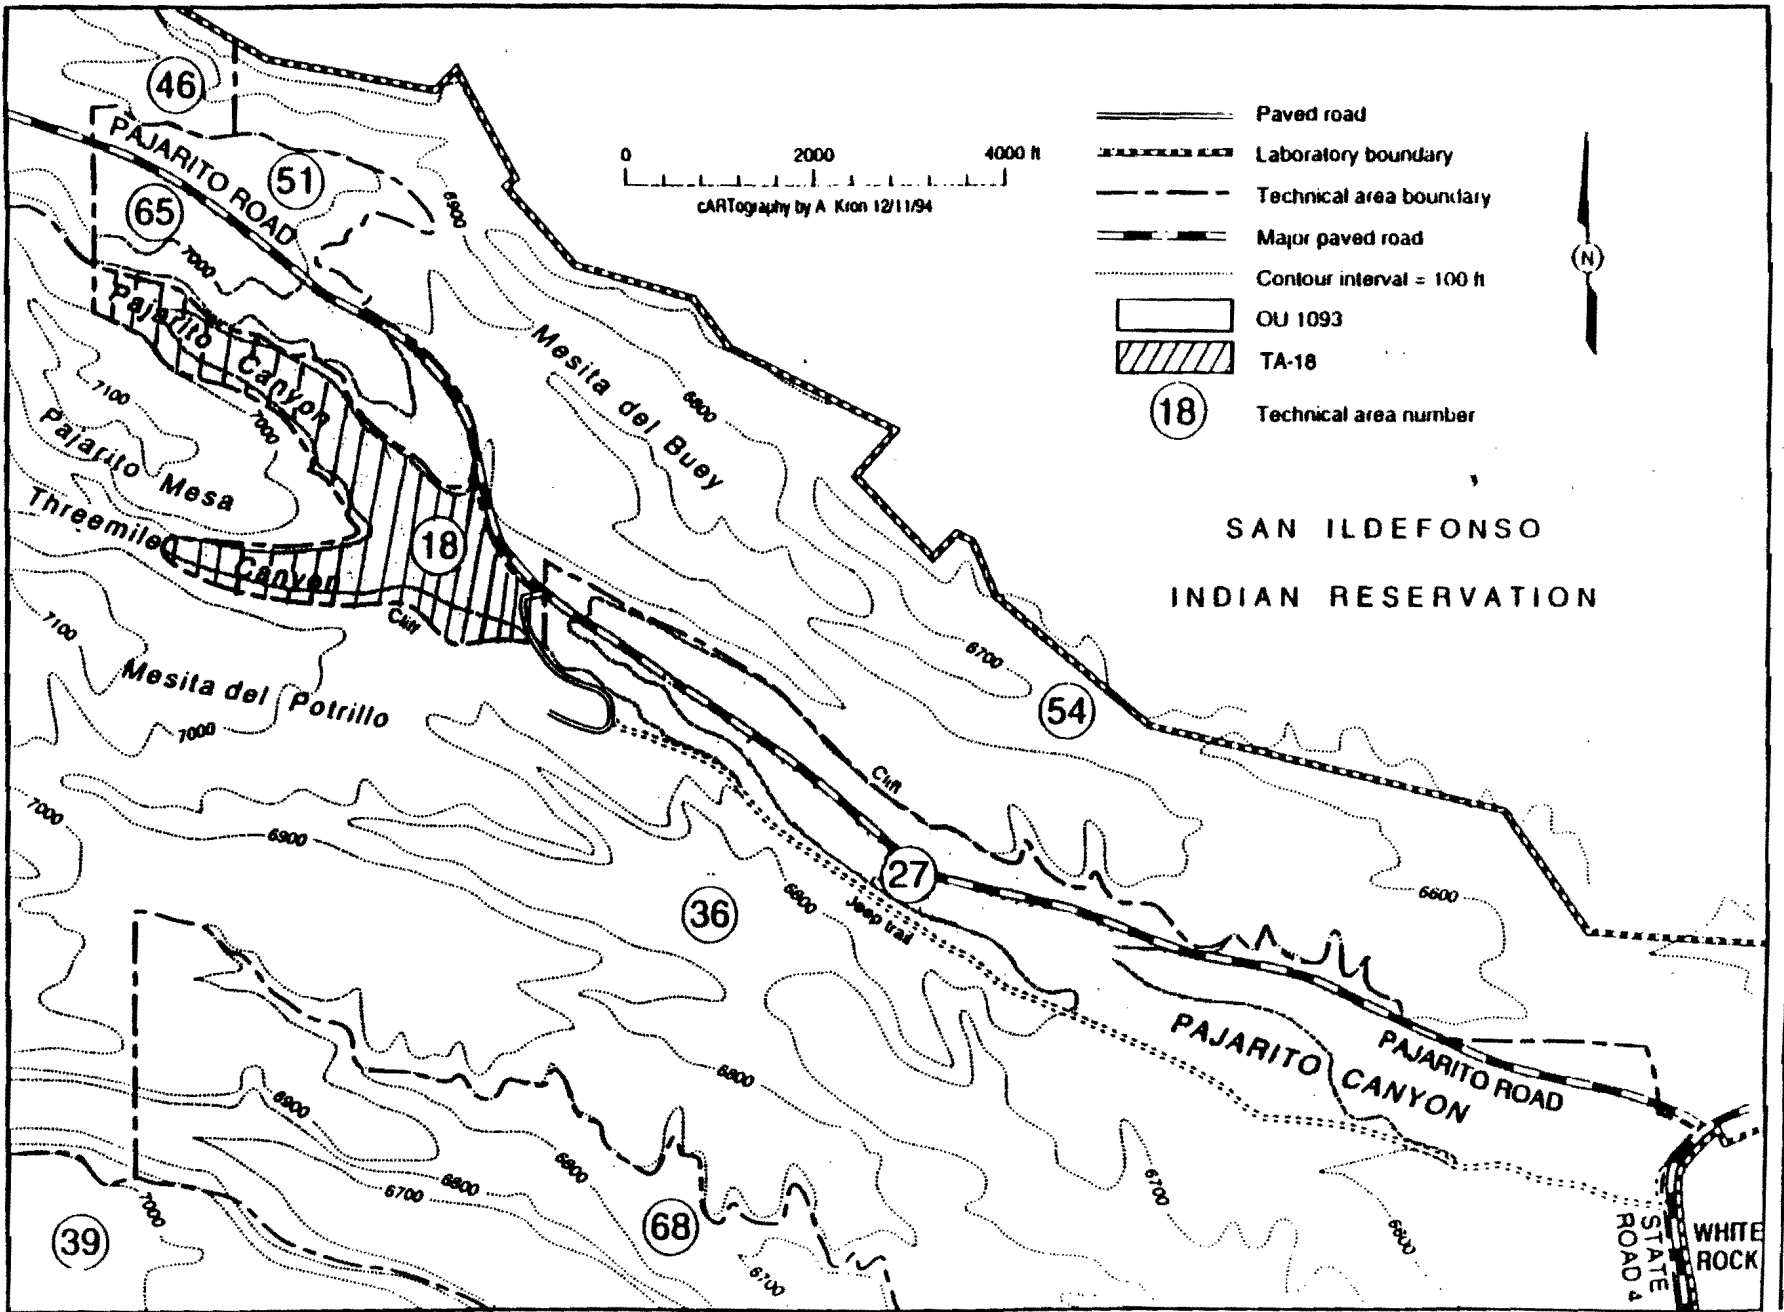 46
PAJARITO ROAD
51
65
7000
6900
0 2000 4000 ft
cARTography by A Kron 12/11/94
Paved road
Laboratory boundary
Technical area boundary
Major paved road
Contour interval = 100 ft
OU 1093
TA-18
18 Technical area number
N
Pajarito Canyon
7100
7000
Pajarito Mesa
Threemile Canyon
18
Cliff
Mesita del Buey
6800
SAN ILDEFONSO
INDIAN RESERVATION
7100
Mesita del Potrillo
7000
6700
54
7000
6900
Cliff
27
Jeep trail
36
6800
6600
PAJARITO CANYON
PAJARITO ROAD
6800
6900
6800
6800
6700
68
6700
6700
6600
7000
39
STATE
ROAD 4
WHITE
ROCK